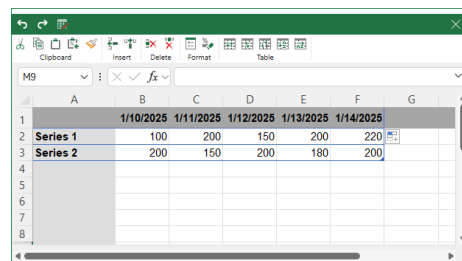 Clipboard Insert Delete Format Table
M9 fx
A B C D E F G
1 1/10/2025 1/11/2025 1/12/2025 1/13/2025 1/14/2025
2 Series 1 100 200 150 200 220
3 Series 2 200 150 200 180 200
4
5
6
7
8